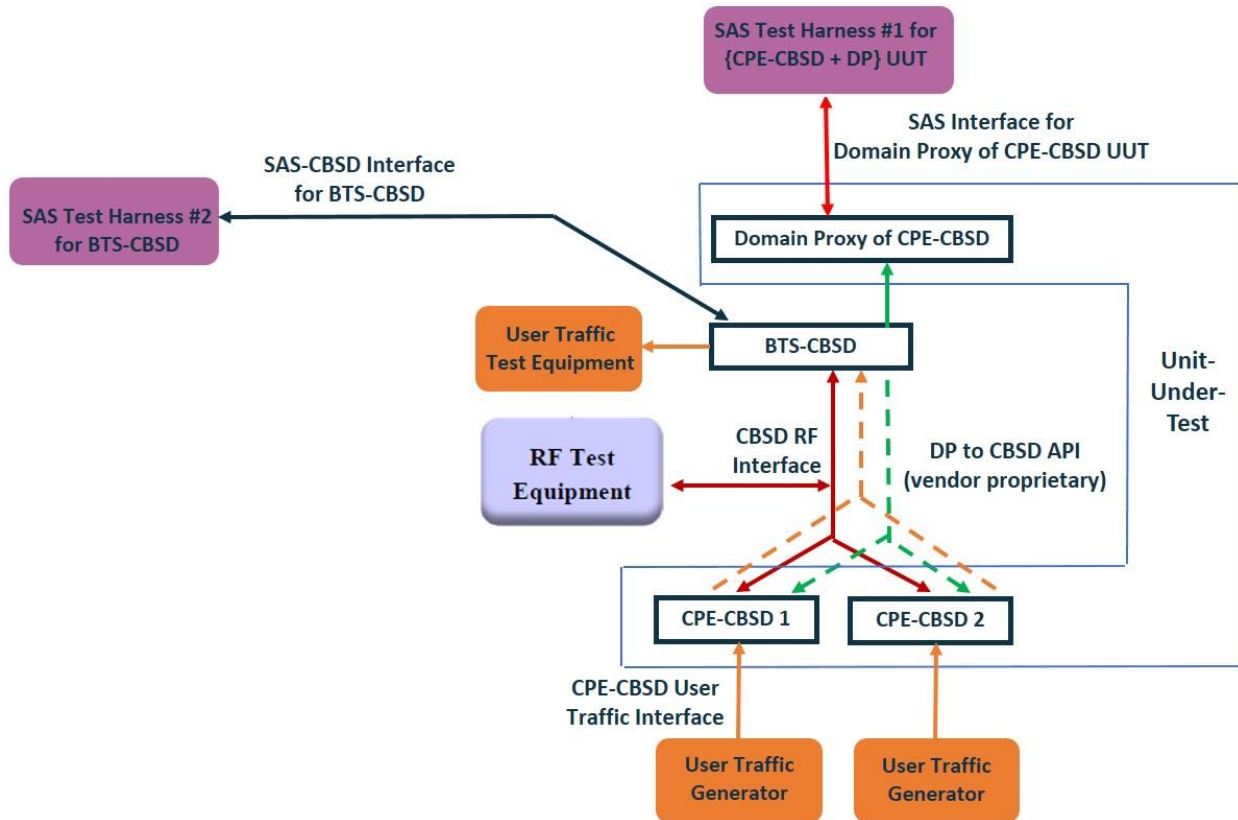 SAS Test Harness #1 for
{CPE-CBSD + DP} UUT
SAS Interface for
Domain Proxy of CPE-CBSD UUT
SAS-CBSD Interface
for BTS-CBSD
SAS Test Harness #2
for BTS-CBSD
Domain Proxy of CPE-CBSD
User Traffic
Test Equipment
BTS-CBSD
Unit-
Under-
Test
RF Test
Equipment
CBSD RF
Interface
DP to CBSD API
(vendor proprietary)
CPE-CBSD 1
CPE-CBSD 2
CPE-CBSD User
Traffic Interface
User Traffic
Generator
User Traffic
Generator